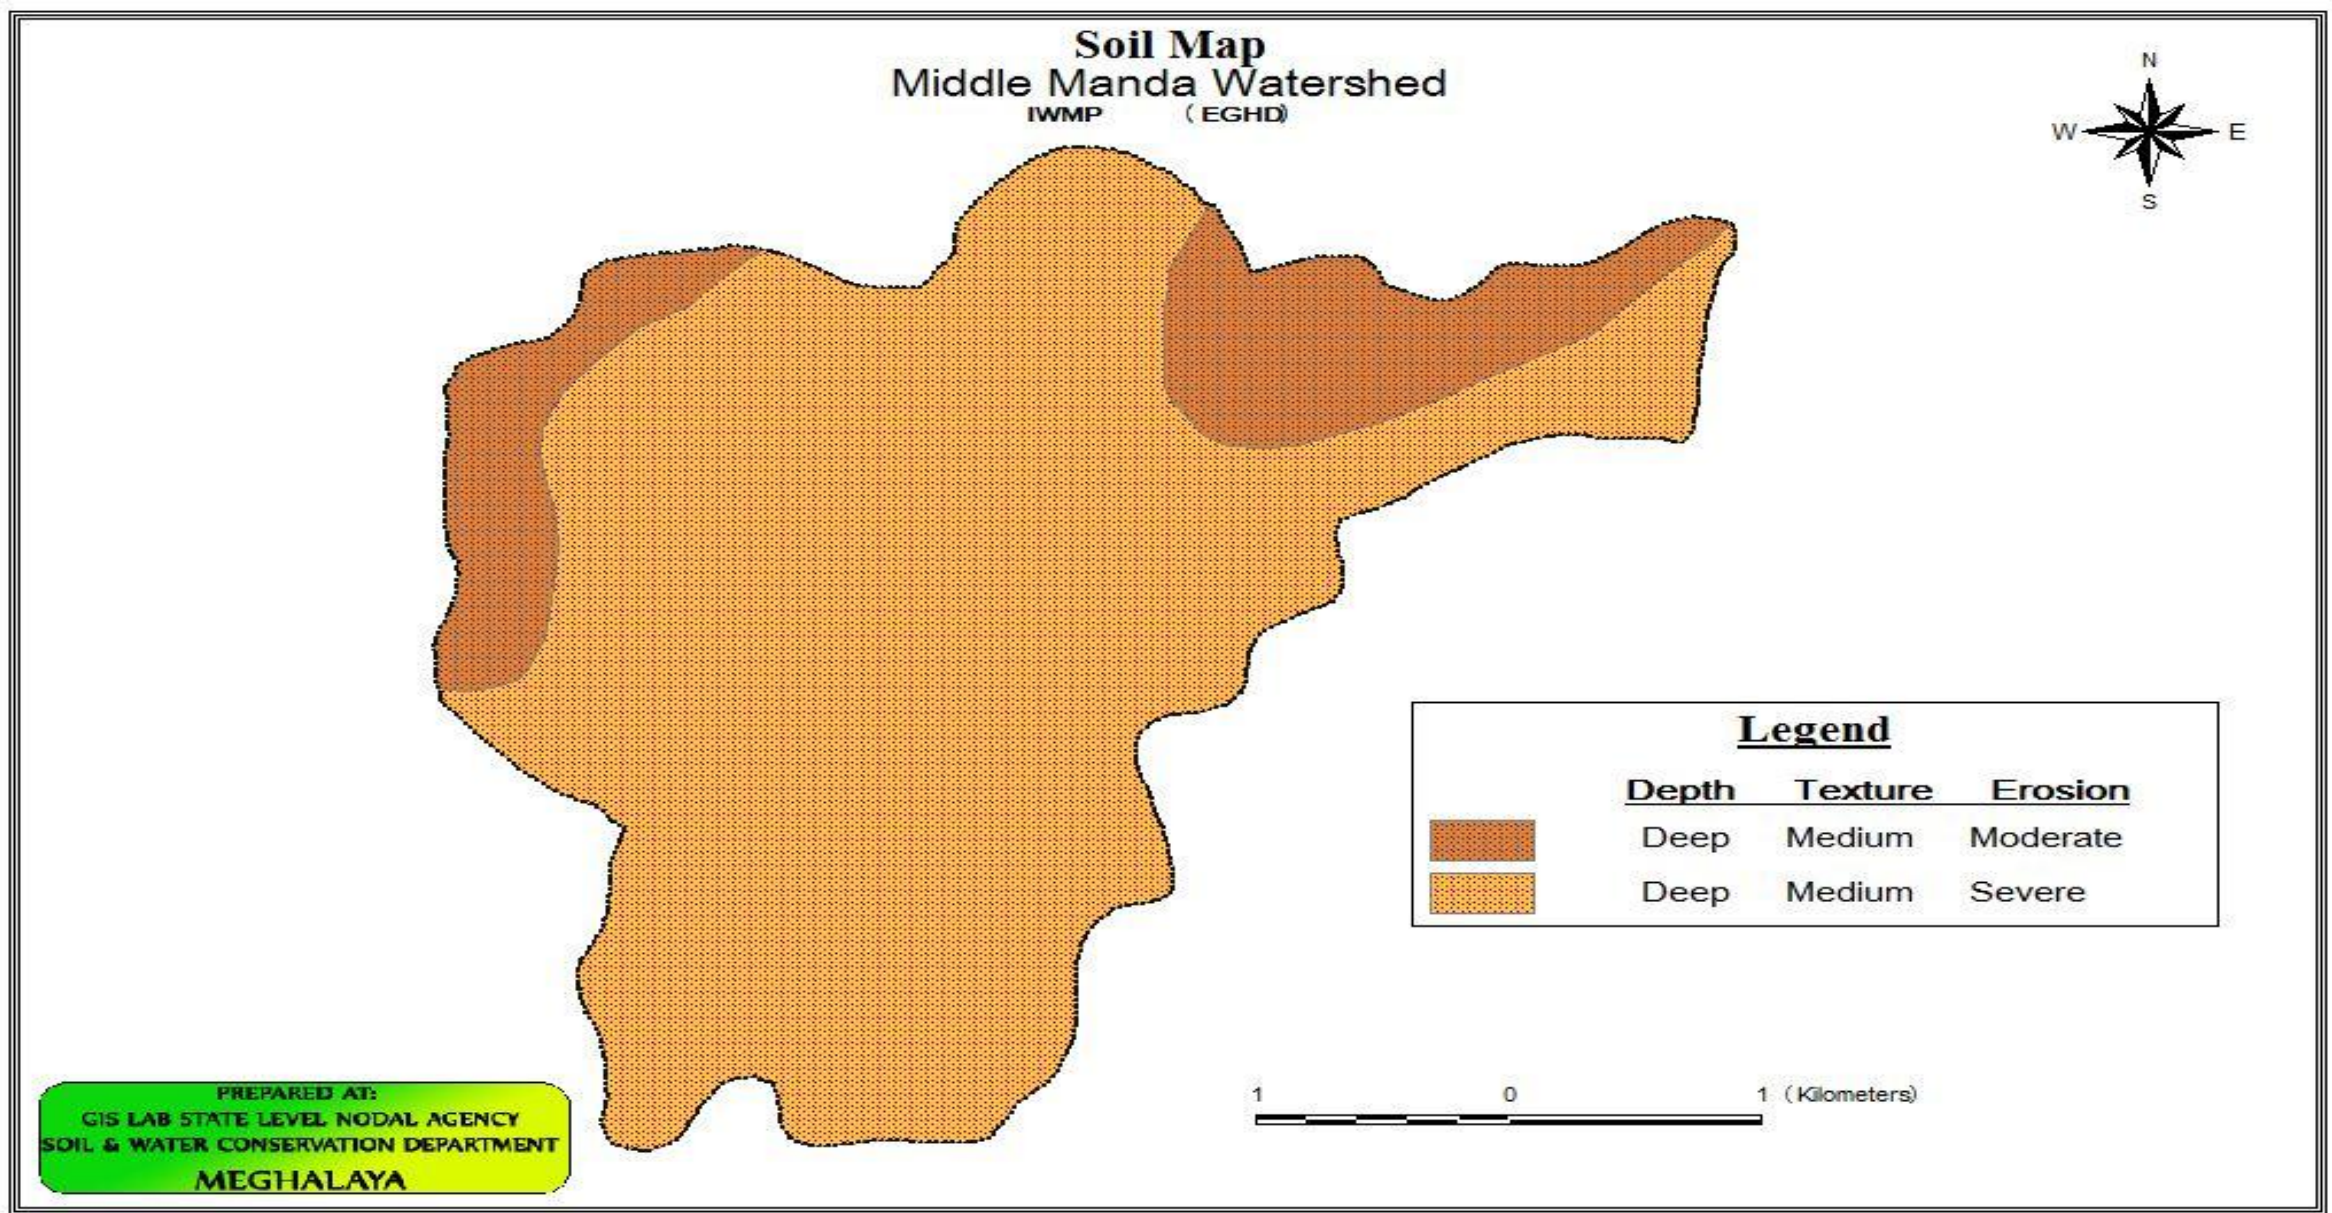 Soil Map
Middle Manda Watershed
IWMP ( EGHD)
N
W E
S
Legend
Depth Texture Erosion
Deep Medium Moderate
Deep Medium Severe
1 0 1 (Kilometers)
PREPARED AT:
GIS LAB STATE LEVEL NODAL AGENCY
SOIL & WATER CONSERVATION DEPARTMENT
MEGHALAYA